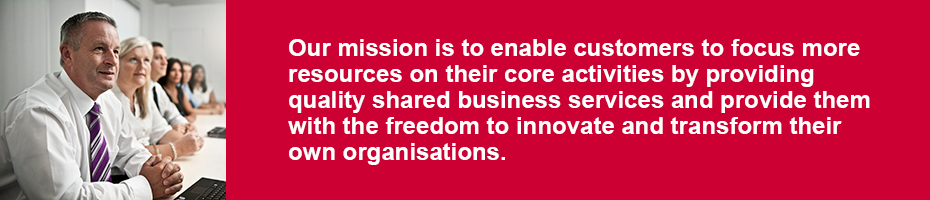 Our mission is to enable customers to focus more
resources on their core activities by providing
quality shared business services and provide them
with the freedom to innovate and transform their
own organisations.